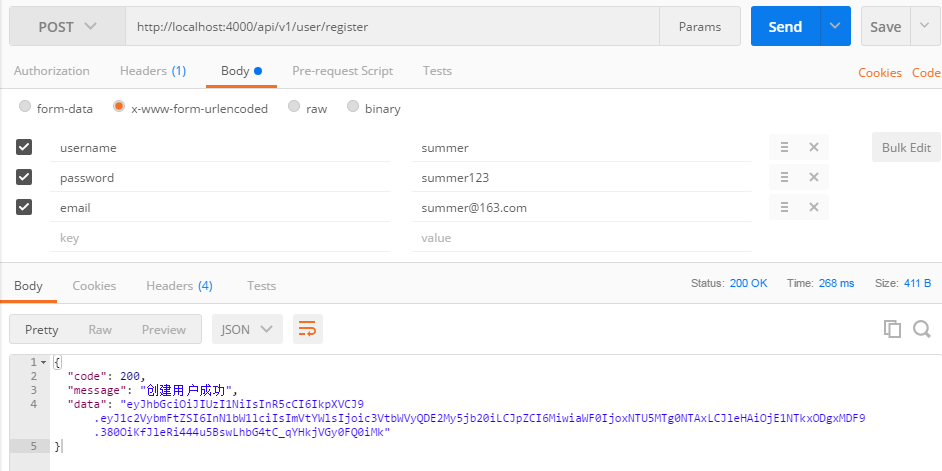 POST http://localhost:4000/api/v1/user/register Params Send Save
Authorization Headers (1) Body Pre-request Script Tests Cookies Code
form-data x-www-form-urlencoded raw binary
username summer Bulk Edit
password summer123
email summer@163.com
key value
Body Cookies Headers (4) Tests Status: 200 OK Time: 268 ms Size: 411 B
Pretty Raw Preview JSON
1 {
2 "code": 200,
3 "message": "创建用户成功",
4 "data": "eyJhbGciOiJIUzI1NiIsInR5cCI6IkpXVCJ9
.eyJ1c2VybmFtZSI6InN1bW1lciIsImVtYWlsIjoic3VtbWVyQDE2My5jb20iLCJpZCI6MiwiaWF0IjoxNTU5MTg0NTAxLCJleHAiOjE1NTkxODgxMDF9
.380OiKfJleRi444u5BswLhbG4tC_qYHkjVGy0FQ0iMk"
5 }